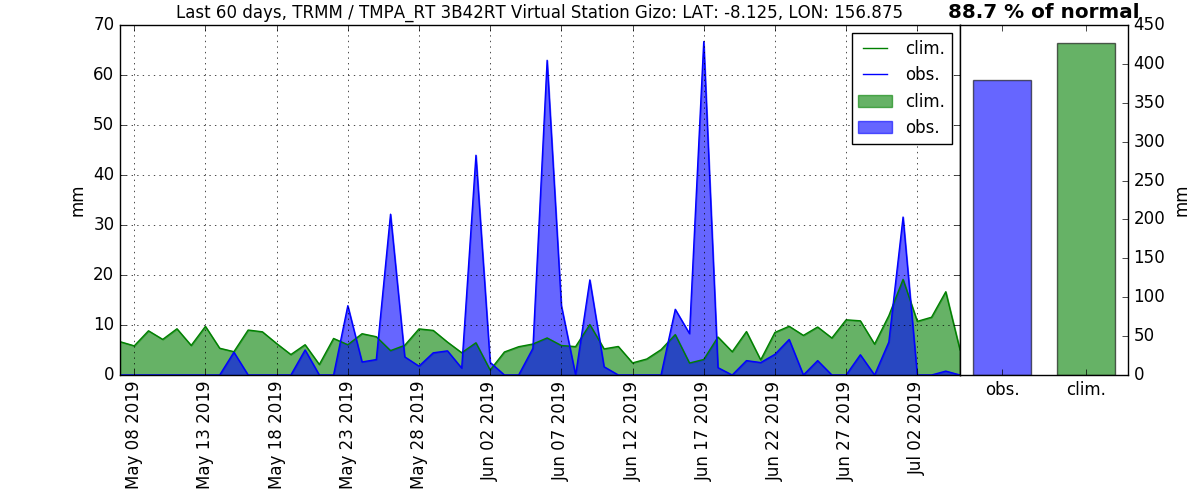 Last 60 days, TRMM / TMPA_RT 3B42RT Virtual Station Gizo: LAT: -8.125, LON: 156.875
88.7 % of normal
70
60
50
40
30
20
10
0
mm
clim.
obs.
clim.
obs.
450
400
350
300
250
200
150
100
50
0
mm
May 08 2019
May 13 2019
May 18 2019
May 23 2019
May 28 2019
Jun 02 2019
Jun 07 2019
Jun 12 2019
Jun 17 2019
Jun 22 2019
Jun 27 2019
Jul 02 2019
obs.
clim.